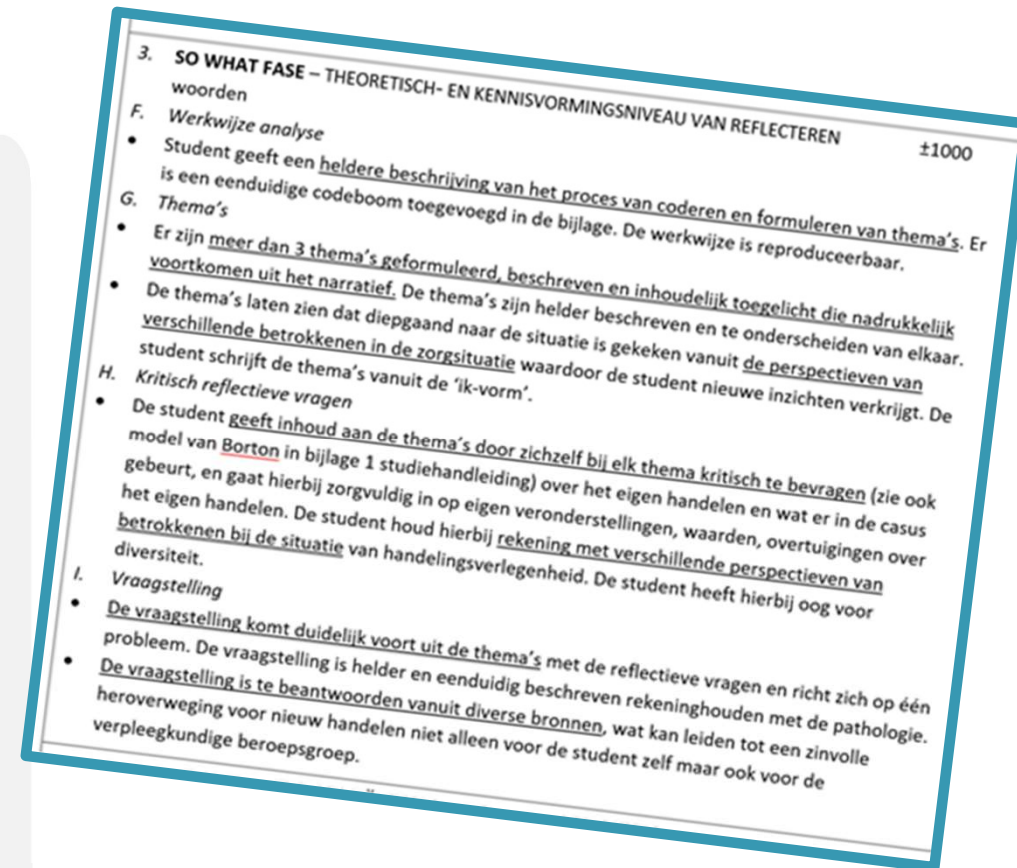 3. SO WHAT FASE – THEORETISCH- EN KENNISVORMINGSNIVEAU VAN REFLECTEREN ±1000
woorden
F. Werkwijze analyse
• Student geeft een heldere beschrijving van het proces van coderen en formuleren van thema's. Er
is een eenduidige codeboom toegevoegd in de bijlage. De werkwijze is reproduceerbaar.
G. Thema's
• Er zijn meer dan 3 thema's geformuleerd, beschreven en inhoudelijk toegelicht die nadrukkelijk
voortkomen uit het narratief. De thema's zijn helder beschreven en te onderscheiden van elkaar.
• De thema's laten zien dat diepgaand naar de situatie is gekeken vanuit de perspectieven van
verschillende betrokkenen in de zorgsituatie waardoor de student nieuwe inzichten verkrijgt. De
student schrijft de thema's vanuit de 'ik-vorm'.
H. Kritisch reflectieve vragen
• De student geeft inhoud aan de thema's door zichzelf bij elk thema kritisch te bevragen (zie ook
model van Borton in bijlage 1 studiehandleiding) over het eigen handelen en wat er in de casus
gebeurt, en gaat hierbij zorgvuldig in op eigen veronderstellingen, waarden, overtuigingen over
het eigen handelen. De student houd hierbij rekening met verschillende perspectieven van
betrokkenen bij de situatie van handelingsverlegenheid. De student heeft hierbij oog voor
diversiteit.
I. Vraagstelling
• De vraagstelling komt duidelijk voort uit de thema's met de reflectieve vragen en richt zich op één
probleem. De vraagstelling is helder en eenduidig beschreven rekeninghouden met de pathologie.
• De vraagstelling is te beantwoorden vanuit diverse bronnen, wat kan leiden tot een zinvolle
heroverweging voor nieuw handelen niet alleen voor de student zelf maar ook voor de
verpleegkundige beroepsgroep.